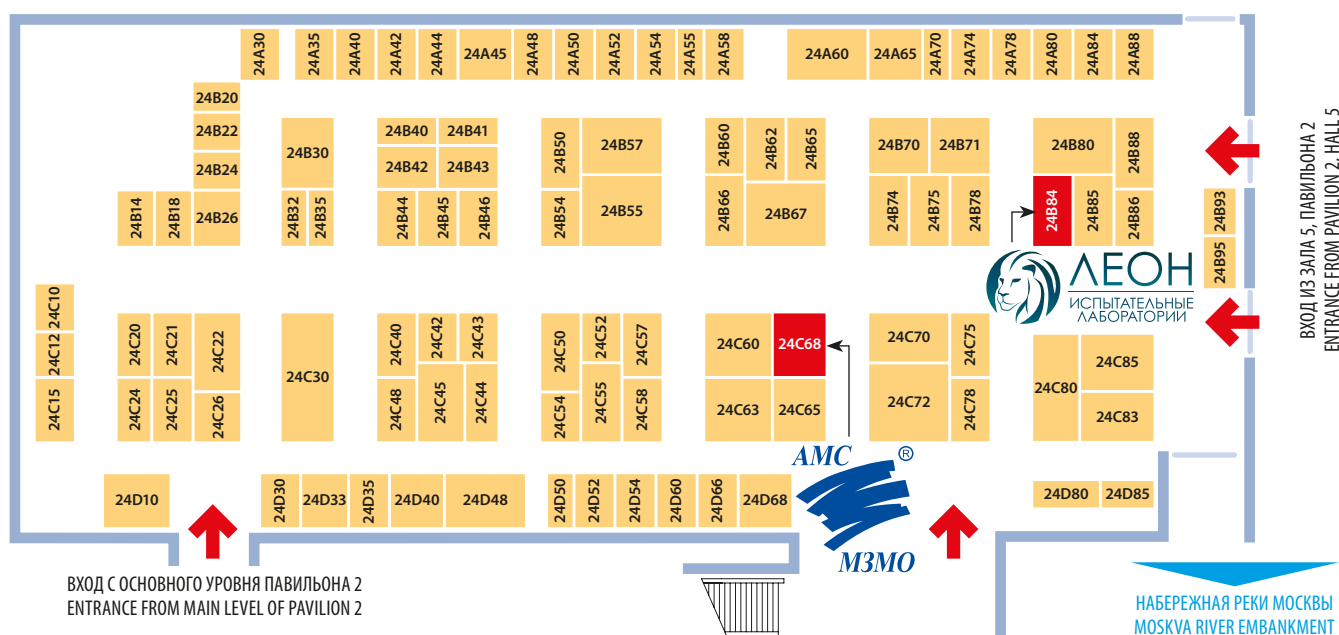 24A30
24A35
24A40
24A42
24A44
24A45
24A48
24A50
24A52
24A54
24A55
24A58
24A60
24A65
24A70
24A74
24A78
24A80
24A84
24A88
24B20
24B22
24B24
24B26
24B14
24B18
24B30
24B32
24B35
24B40
24B41
24B42
24B43
24B44
24B45
24B46
24B50
24B57
24B54
24B55
24B60
24B62
24B65
24B66
24B67
24B70
24B71
24B74
24B75
24B78
24B80
24B88
24B84
24B85
24B86
24B93
24B95
ВХОД ИЗ ЗАЛА 5, ПАВИЛЬОНА 2
ENTRANCE FROM PAVILION 2, HALL 5
ЛЕОН
ИСПЫТАТЕЛЬНЫЕ
ЛАБОРАТОРИИ
24C10
24C12
24C15
24C20
24C21
24C22
24C24
24C25
24C26
24C30
24C40
24C42
24C43
24C48
24C45
24C44
24C50
24C52
24C57
24C54
24C55
24C58
24C60
24C68
24C63
24C65
24C70
24C75
24C72
24C78
24C80
24C85
24C83
АМС
®
МЗМО
24D10
24D30
24D33
24D35
24D40
24D48
24D50
24D52
24D54
24D60
24D66
24D68
24D80
24D85
ВХОД С ОСНОВНОГО УРОВНЯ ПАВИЛЬОНА 2
ENTRANCE FROM MAIN LEVEL OF PAVILION 2
НАБЕРЕЖНАЯ РЕКИ МОСКВЫ
MOSKVA RIVER EMBANKMENT